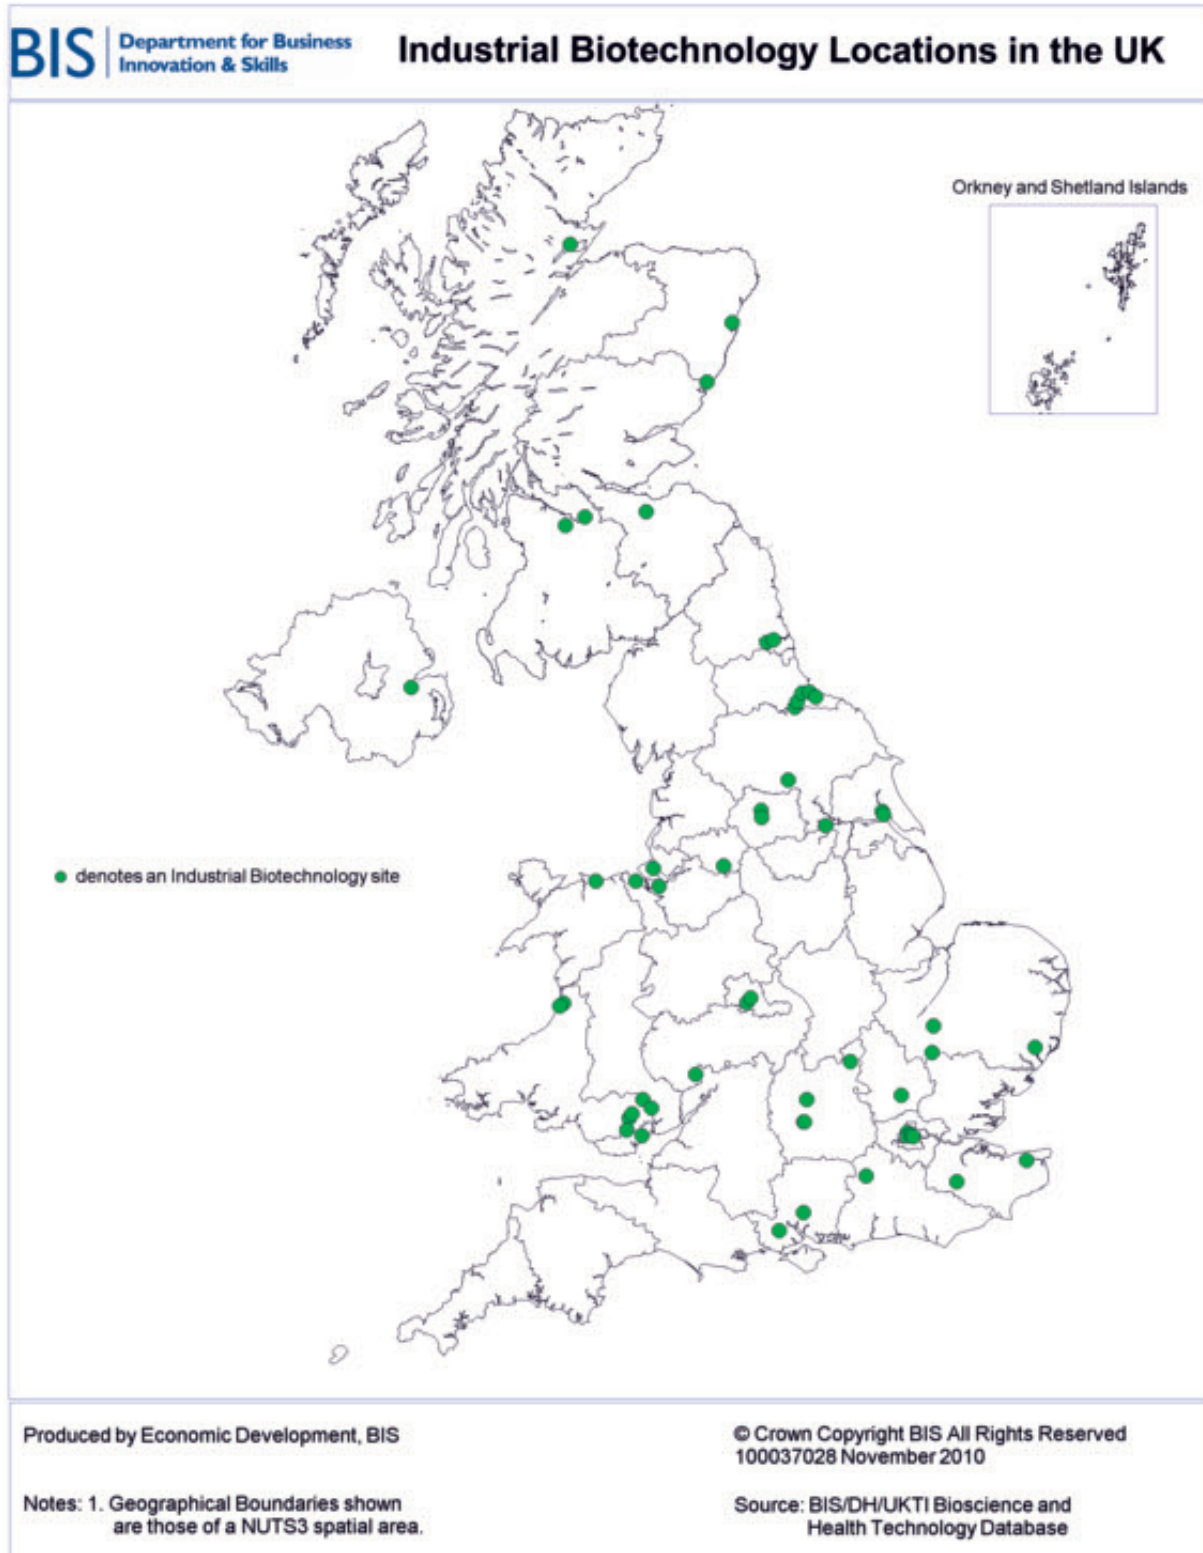 BIS Department for Business
Innovation & Skills
Industrial Biotechnology Locations in the UK
Orkney and Shetland Islands
denotes an Industrial Biotechnology site
Produced by Economic Development, BIS
© Crown Copyright BIS All Rights Reserved
100037028 November 2010
Notes: 1. Geographical Boundaries shown
are those of a NUTS3 spatial area.
Source: BIS/DH/UKTI Bioscience and
Health Technology Database